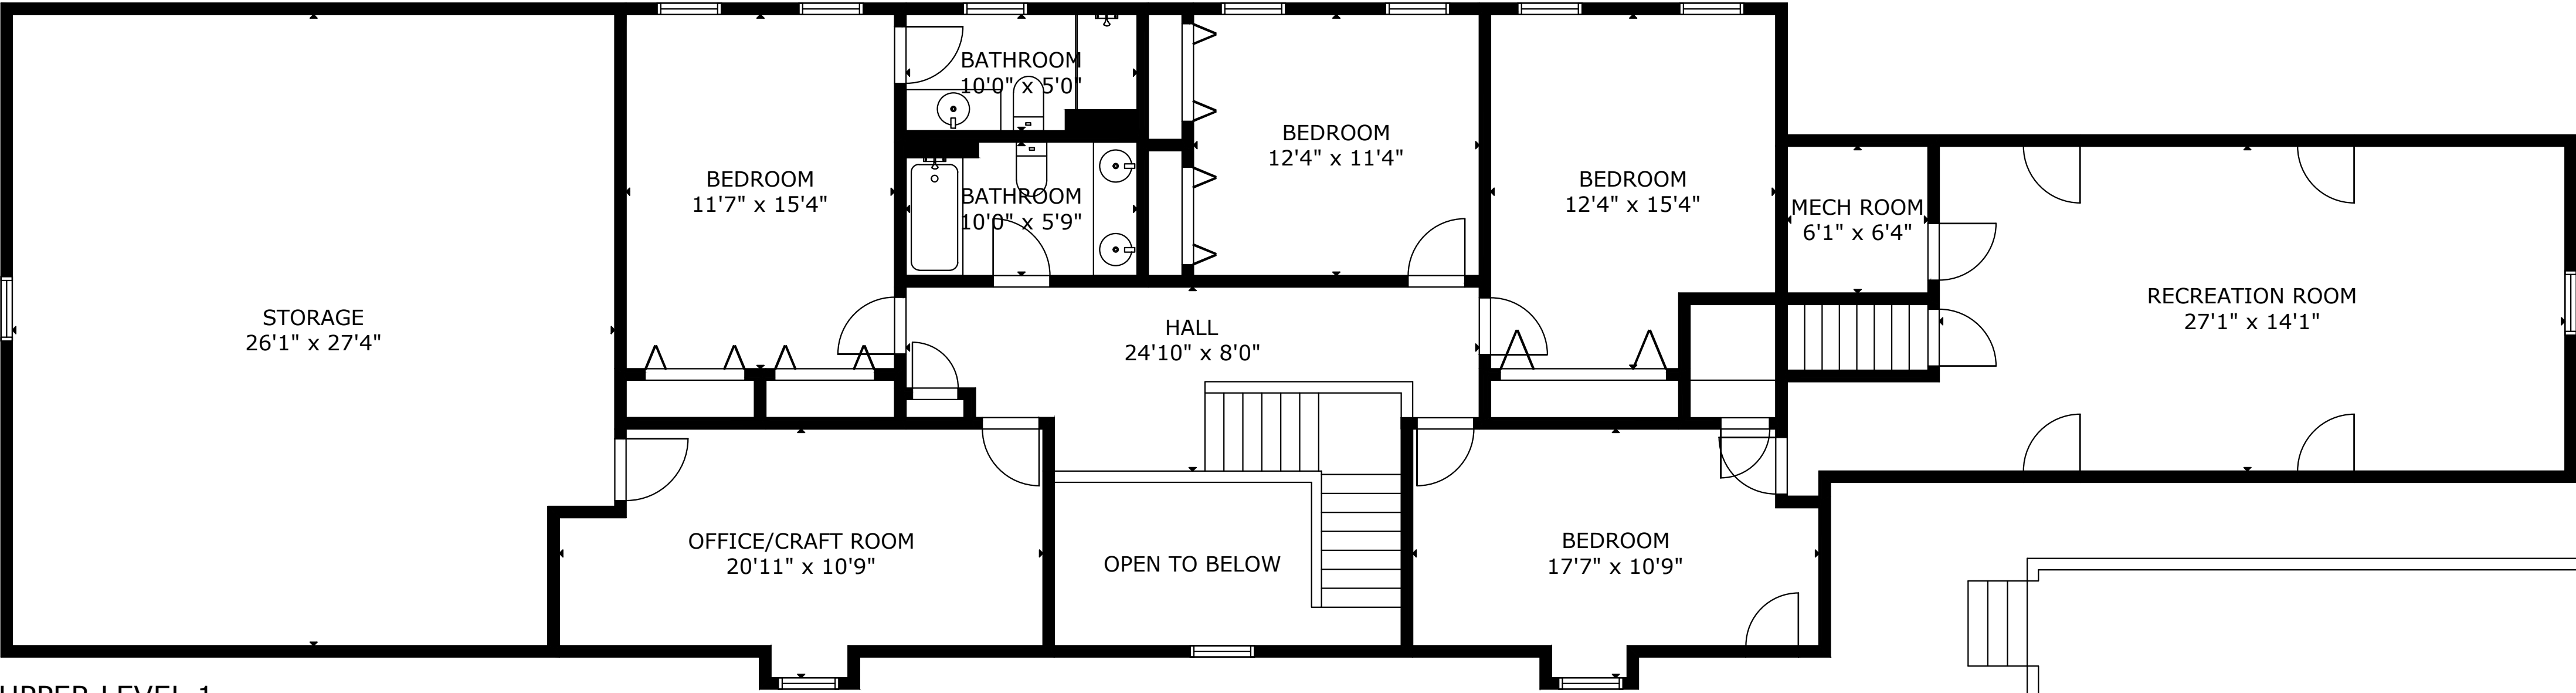 BATHROOM
10'0" x 5'0"
BEDROOM
12'4" x 11'4"
BEDROOM
11'7" x 15'4"
BATHROOM
10'0" x 5'9"
BEDROOM
12'4" x 15'4"
MECH ROOM
6'1" x 6'4"
STORAGE
26'1" x 27'4"
HALL
24'10" x 8'0"
RECREATION ROOM
27'1" x 14'1"
OFFICE/CRAFT ROOM
20'11" x 10'9"
OPEN TO BELOW
BEDROOM
17'7" x 10'9"
UPPER LEVEL 1